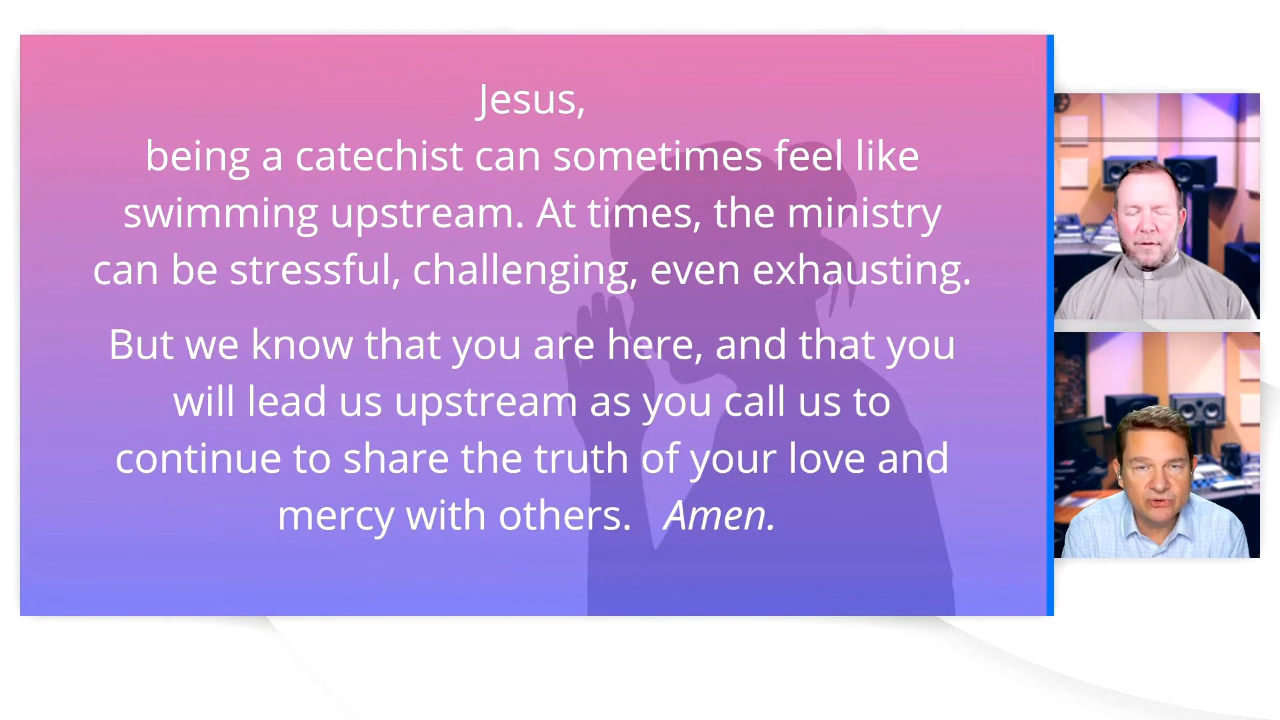 Jesus,
being a catechist can sometimes feel like
swimming upstream. At times, the ministry
can be stressful, challenging, even exhausting.
But we know that you are here, and that you
will lead us upstream as you call us to
continue to share the truth of your love and
mercy with others. Amen.